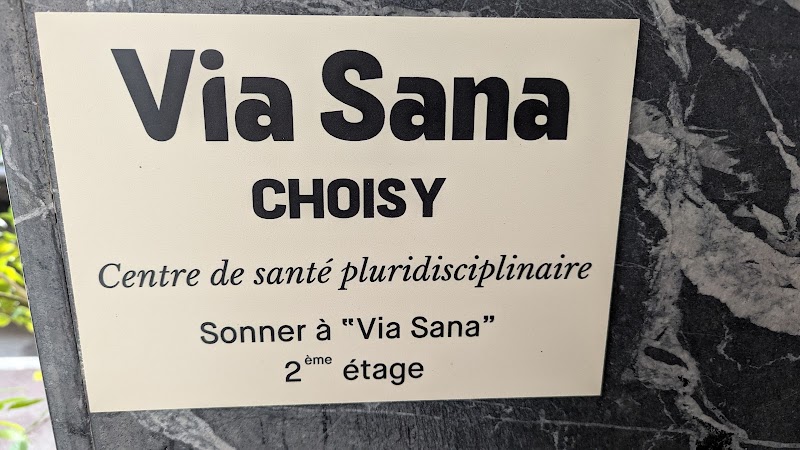 Via Sana
CHOISY
Centre de santé pluridisciplinaire
Sonner à "Via Sana"
2ème étage